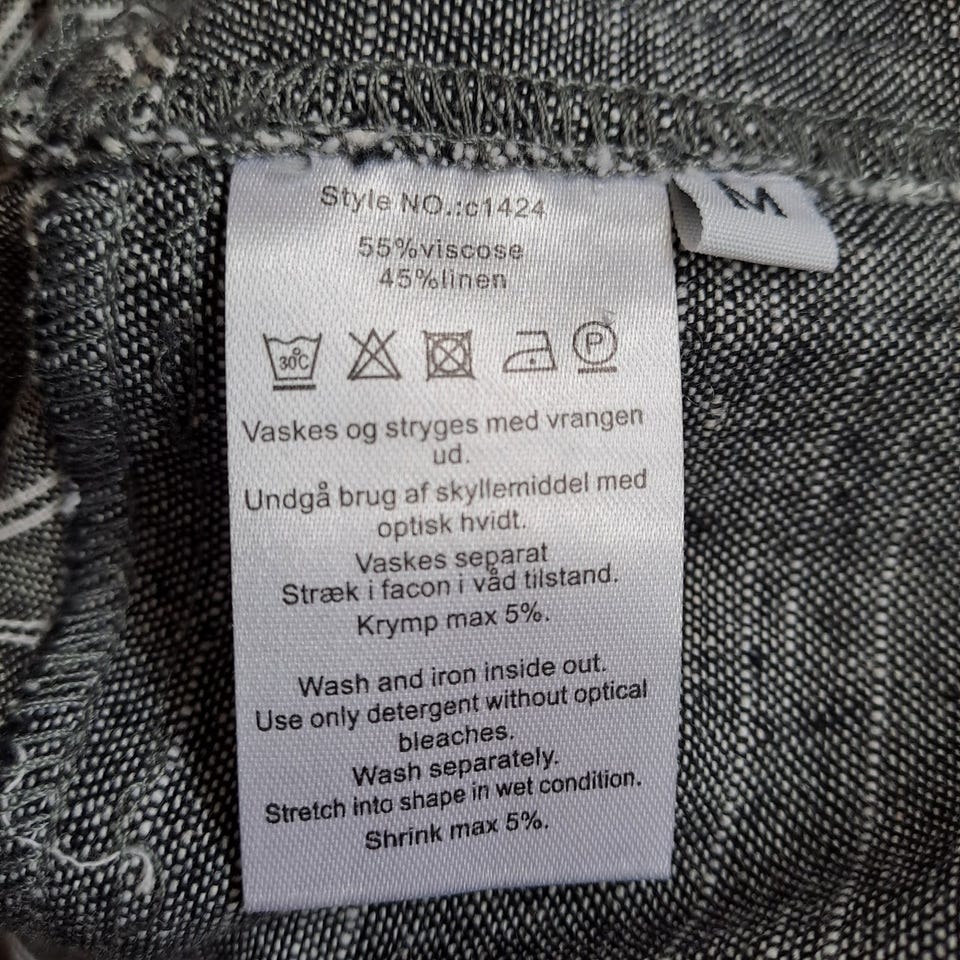 Style NO.:c1424
M
55%viscose
45%linen
30°C
P
Vaskes og stryges med vrangen
ud.
Undgå brug af skyllemiddel med
optisk hvidt.
Vaskes separat
Stræk i facon i våd tilstand.
Krymp max 5%.
Wash and iron inside out.
Use only detergent without optical
bleaches.
Wash separately.
Stretch into shape in wet condition.
Shrink max 5%.